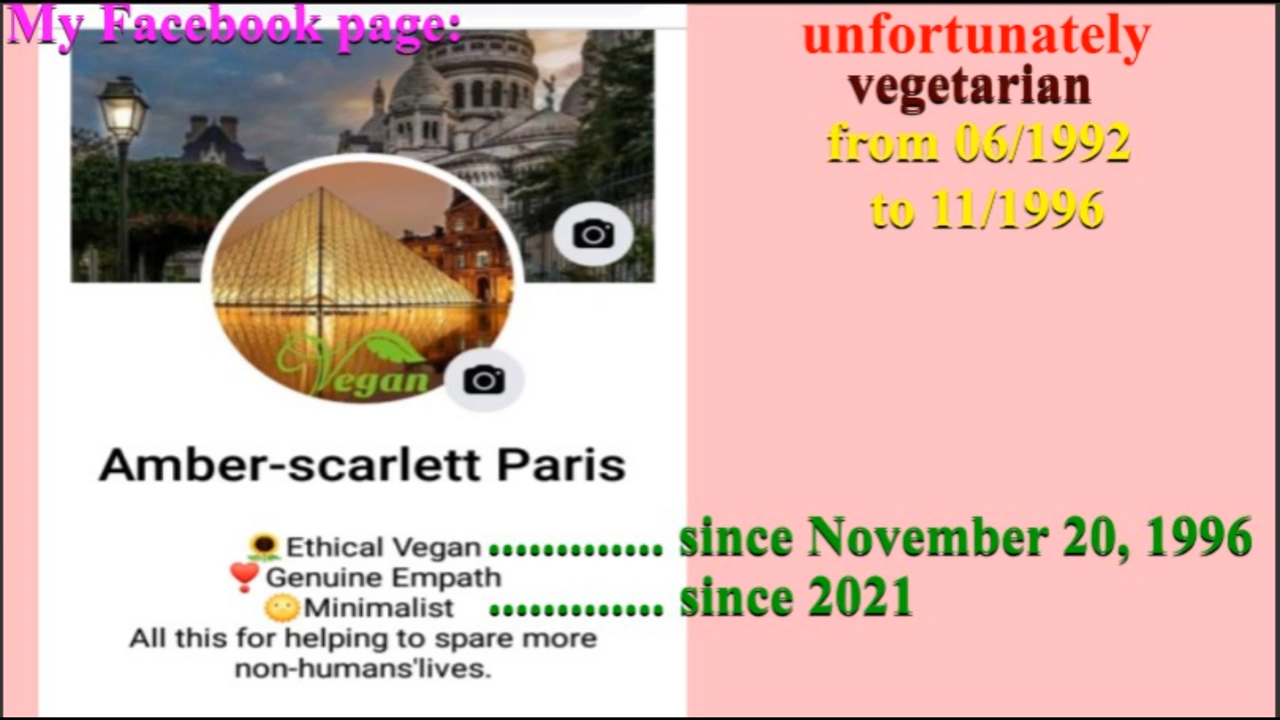 My Facebook page:
unfortunately
vegetarian
from 06/1992
to 11/1996
Vegan
Amber-scarlett Paris
🌻Ethical Vegan ............. since November 20, 1996
❣️Genuine Empath
🌝Minimalist ............. since 2021
All this for helping to spare more
non-humans'lives.